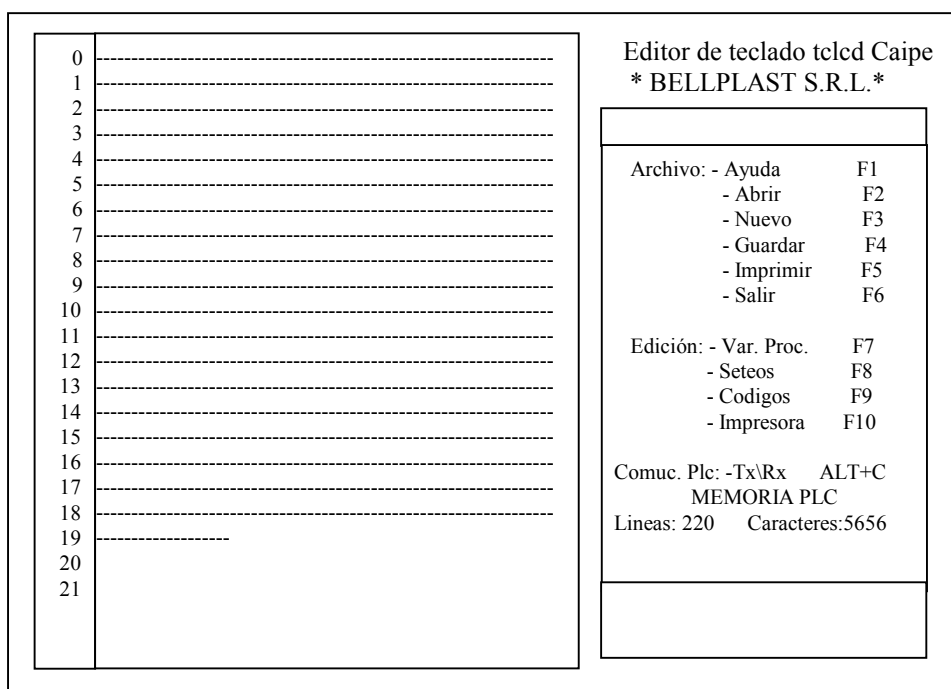 0 ----------------------------------------------------------------------
1 ----------------------------------------------------------------------
2 ----------------------------------------------------------------------
3 ----------------------------------------------------------------------
4 ----------------------------------------------------------------------
5 ----------------------------------------------------------------------
6 ----------------------------------------------------------------------
7 ----------------------------------------------------------------------
8 ----------------------------------------------------------------------
9 ----------------------------------------------------------------------
10 ----------------------------------------------------------------------
11 ----------------------------------------------------------------------
12 ----------------------------------------------------------------------
13 ----------------------------------------------------------------------
14 ----------------------------------------------------------------------
15 ----------------------------------------------------------------------
16 ----------------------------------------------------------------------
17 ----------------------------------------------------------------------
18 ----------------------------------------------------------------------
19 --------------------
20
21
Editor de teclado tclcd Caipe
* BELLPLAST S.R.L.*
Archivo: - Ayuda F1
- Abrir F2
- Nuevo F3
- Guardar F4
- Imprimir F5
- Salir F6
Edición: - Var. Proc. F7
- Seteos F8
- Codigos F9
- Impresora F10
Comuc. Plc: -Tx\Rx ALT+C
MEMORIA PLC
Lineas: 220 Caracteres:5656